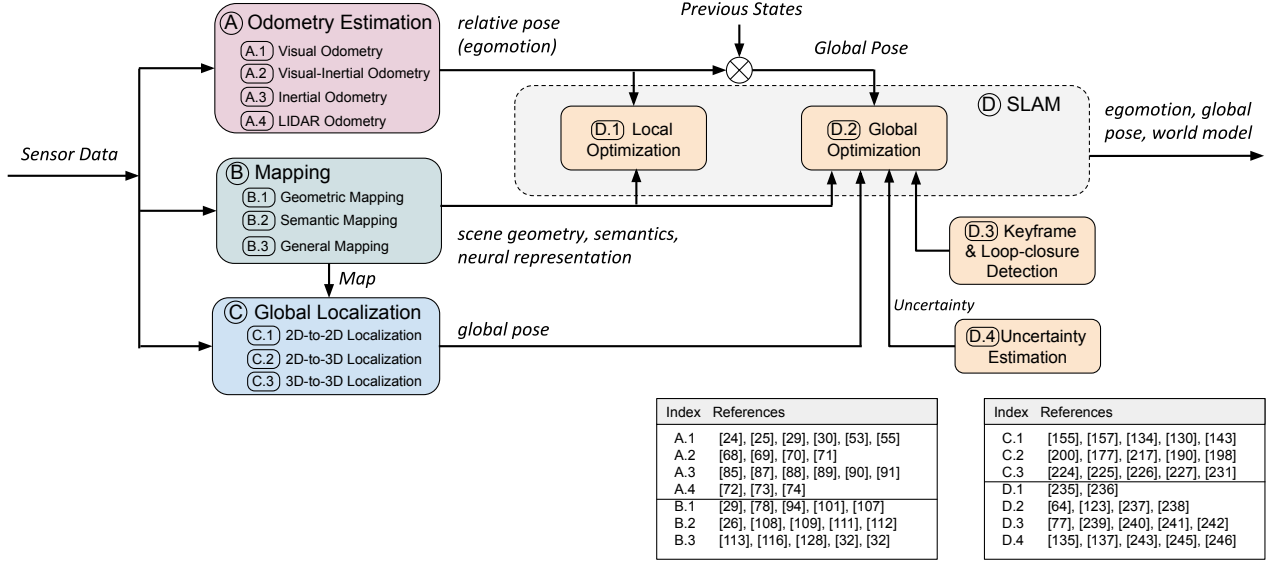 Previous States
A Odometry Estimation
A.1 Visual Odometry
A.2 Visual-Inertial Odometry
A.3 Inertial Odometry
A.4 LIDAR Odometry
relative pose
(egomotion)
Global Pose
D SLAM
D.1 Local
Optimization
D.2 Global
Optimization
egomotion, global
pose, world model
Sensor Data
B Mapping
B.1 Geometric Mapping
B.2 Semantic Mapping
B.3 General Mapping
scene geometry, semantics,
neural representation
D.3 Keyframe
& Loop-closure
Detection
Map
C Global Localization
C.1 2D-to-2D Localization
C.2 2D-to-3D Localization
C.3 3D-to-3D Localization
global pose
Uncertainty
D.4 Uncertainty
Estimation
Index References
A.1 [24], [25], [29], [30], [53], [55]
A.2 [68], [69], [70], [71]
A.3 [85], [87], [88], [89], [90], [91]
A.4 [72], [73], [74]
B.1 [29], [78], [94], [101], [107]
B.2 [26], [108], [109], [111], [112]
B.3 [113], [116], [128], [32], [32]
Index References
C.1 [155], [157], [134], [130], [143]
C.2 [200], [177], [217], [190], [198]
C.3 [224], [225], [226], [227], [231]
D.1 [235], [236]
D.2 [64], [123], [237], [238]
D.3 [77], [239], [240], [241], [242]
D.4 [135], [137], [243], [245], [246]